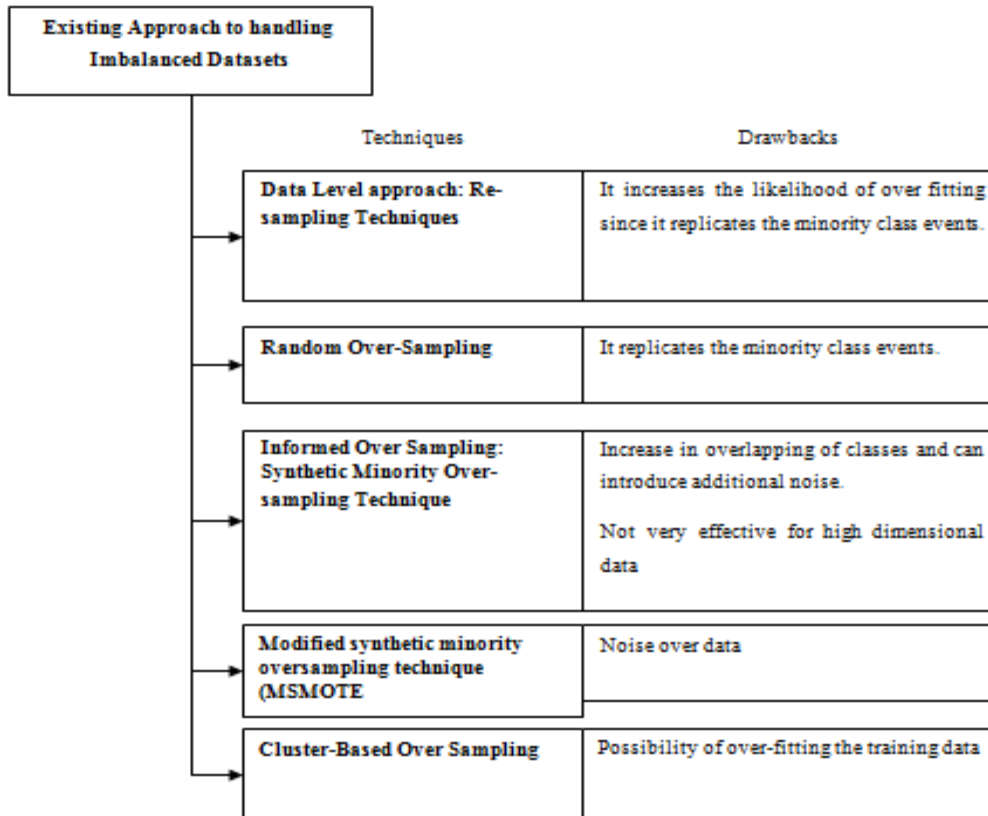 Existing Approach to handling
Imbalanced Datasets
Techniques
Drawbacks
Data Level approach: Re-
sampling Techniques
It increases the likelihood of over fitting
since it replicates the minority class events.
Random Over-Sampling
It replicates the minority class events.
Informed Over Sampling:
Synthetic Minority Over-
sampling Technique
Increase in overlapping of classes and can
introduce additional noise.
Not very effective for high dimensional
data
Modified synthetic minority
oversampling technique
(MSMOTE
Noise over data
Cluster-Based Over Sampling
Possibility of over-fitting the training data